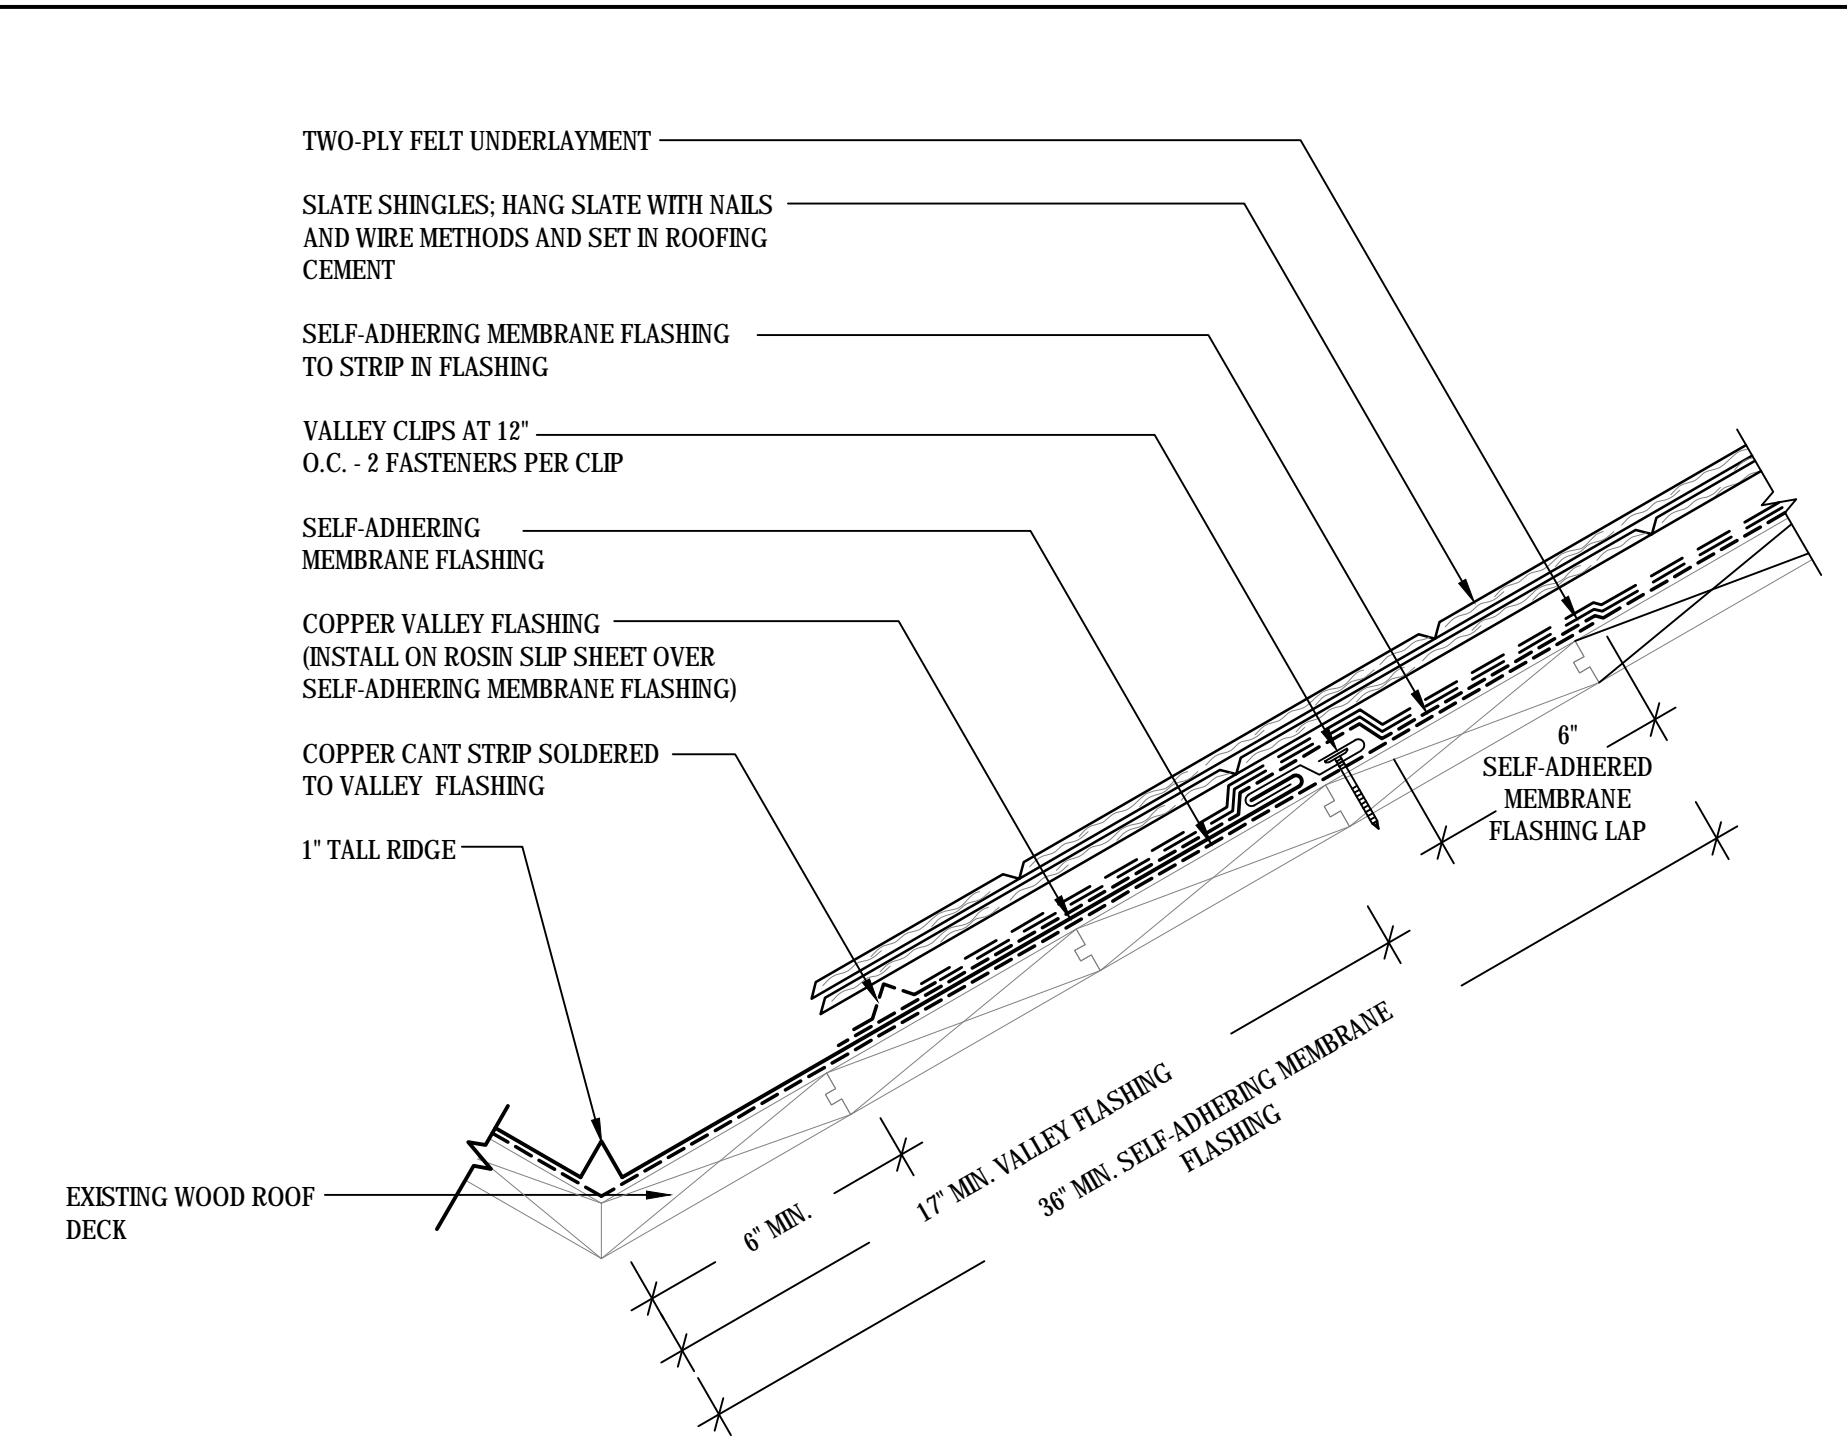 TWO-PLY FELT UNDERLAYMENT
SLATE SHINGLES; HANG SLATE WITH NAILS
AND WIRE METHODS AND SET IN ROOFING
CEMENT
SELF-ADHERING MEMBRANE FLASHING
TO STRIP IN FLASHING
VALLEY CLIPS AT 12"
O.C. - 2 FASTENERS PER CLIP
SELF-ADHERING
MEMBRANE FLASHING
COPPER VALLEY FLASHING
(INSTALL ON ROSIN SLIP SHEET OVER
SELF-ADHERING MEMBRANE FLASHING)
COPPER CANT STRIP SOLDERED
TO VALLEY FLASHING
1" TALL RIDGE
EXISTING WOOD ROOF
DECK
6"
SELF-ADHERED
MEMBRANE
FLASHING LAP
6" MIN.
17" MIN. VALLEY FLASHING
36" MIN. SELF-ADHERING MEMBRANE
FLASHING